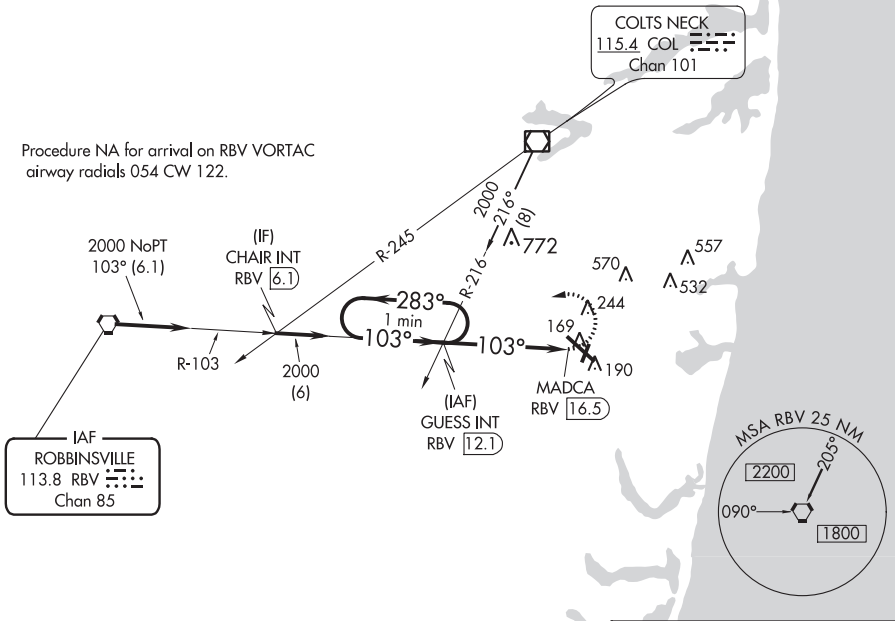 COLTS NECK
115.4 COL
Chan 101
Procedure NA for arrival on RBV VORTAC
airway radials 054 CW 122.
2000 NoPT
103° (6.1)
(IF)
CHAIR INT
RBV 6.1
R-245
2000
216°
(8)
772
R-216
570
557
532
244
169
190
283°
1 min
103°
103°
R-103
2000
(6)
(IAF)
GUESS INT
RBV 12.1
MADCA
RBV 16.5
IAF
ROBBINSVILLE
113.8 RBV
Chan 85
MSA RBV 25 NM
205°
2200
090°
1800